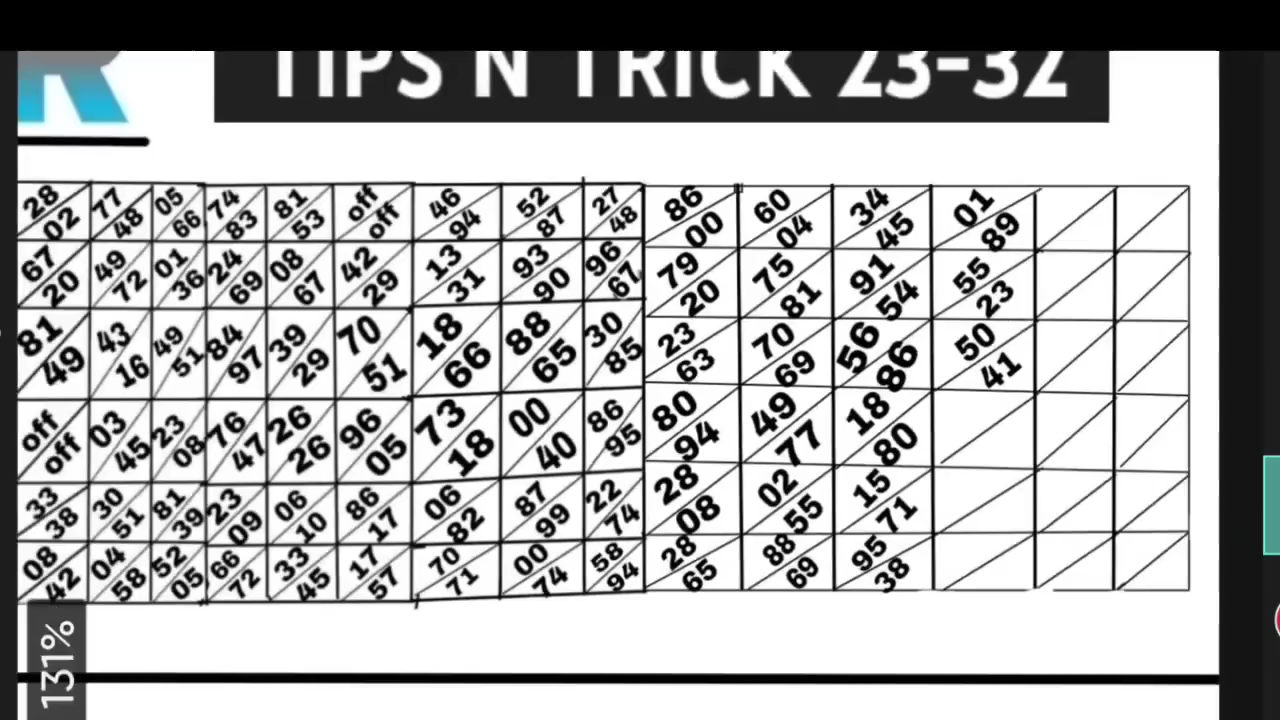 R TIPS N TRICK 23-32
28 77 05 74 81 off 46 52 27 86 60 34 01
02 48 66 83 53 off 94 87 48 00 04 45 89
67 49 01 24 08 42 13 93 96 79 75 91 55
20 72 36 69 67 29 31 90 67 20 81 54 23
81 43 49 84 39 70 18 88 30 23 70 56 50
49 16 51 97 29 51 66 65 85 63 69 86 41
off 03 23 76 26 96 73 00 86 80 49 18
off 45 08 47 26 05 18 40 95 94 77 80
33 30 81 23 06 86 06 87 22 28 02 15
38 51 39 09 10 17 82 99 74 08 55 71
08 04 52 66 33 17 70 00 58 28 88 95
42 58 05 72 45 57 71 74 94 65 69 38
131%